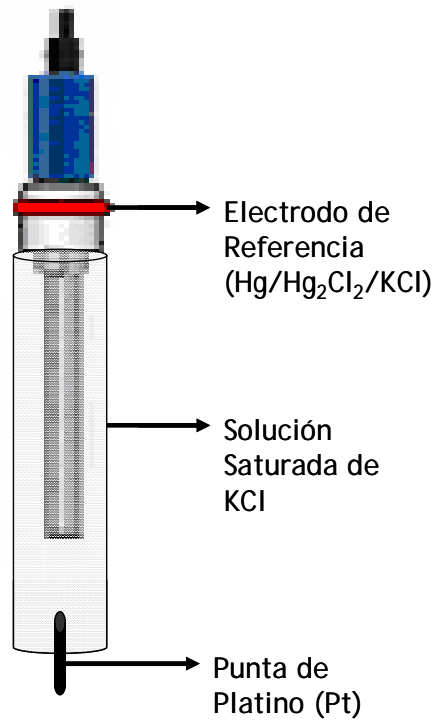 Electrodo de
Referencia
(Hg/Hg₂Cl₂/KCl)
Solución
Saturada de
KCl
Punta de
Platino (Pt)